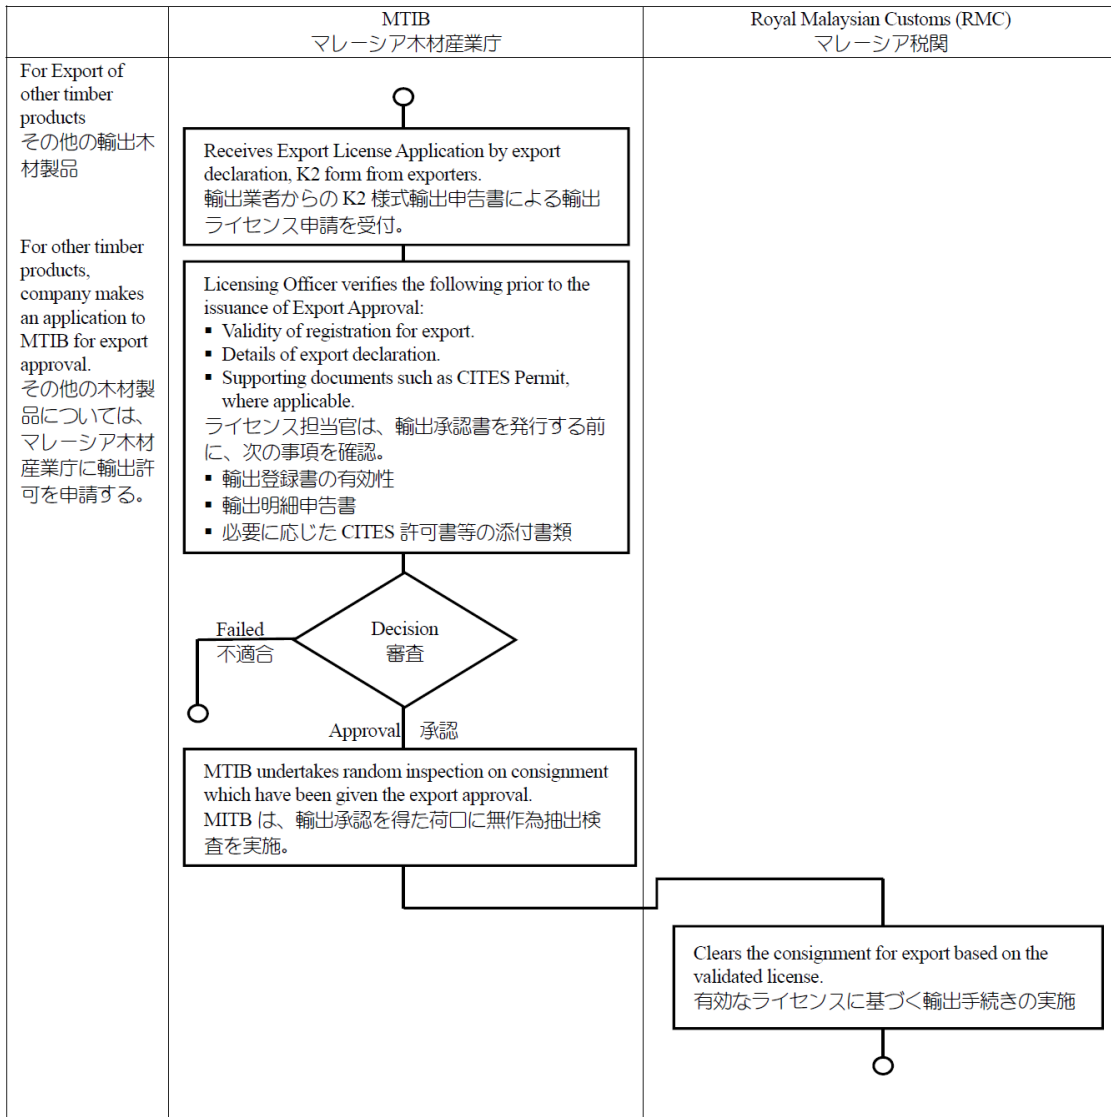 MTIB
マレーシア木材産業庁
Royal Malaysian Customs (RMC)
マレーシア税関
For Export of
other timber
products
その他の輸出木
材製品
For other timber
products,
company makes
an application to
MTIB for export
approval.
その他の木材製
品については、
マレーシア木材
産業庁に輸出許
可を申請する。
Receives Export License Application by export
declaration, K2 form from exporters.
輸出業者からの K2 様式輸出申告書による輸出
ライセンス申請を受付。
Licensing Officer verifies the following prior to the
issuance of Export Approval:
▪ Validity of registration for export.
▪ Details of export declaration.
▪ Supporting documents such as CITES Permit,
where applicable.
ライセンス担当官は、輸出承認書を発行する前
に、次の事項を確認。
▪ 輸出登録書の有効性
▪ 輸出明細申告書
▪ 必要に応じた CITES 許可書等の添付書類
Failed
不適合
Decision
審査
Approval 承認
MTIB undertakes random inspection on consignment
which have been given the export approval.
MITB は、輸出承認を得た荷口に無作為抽出検
査を実施。
Clears the consignment for export based on the
validated license.
有効なライセンスに基づく輸出手続きの実施